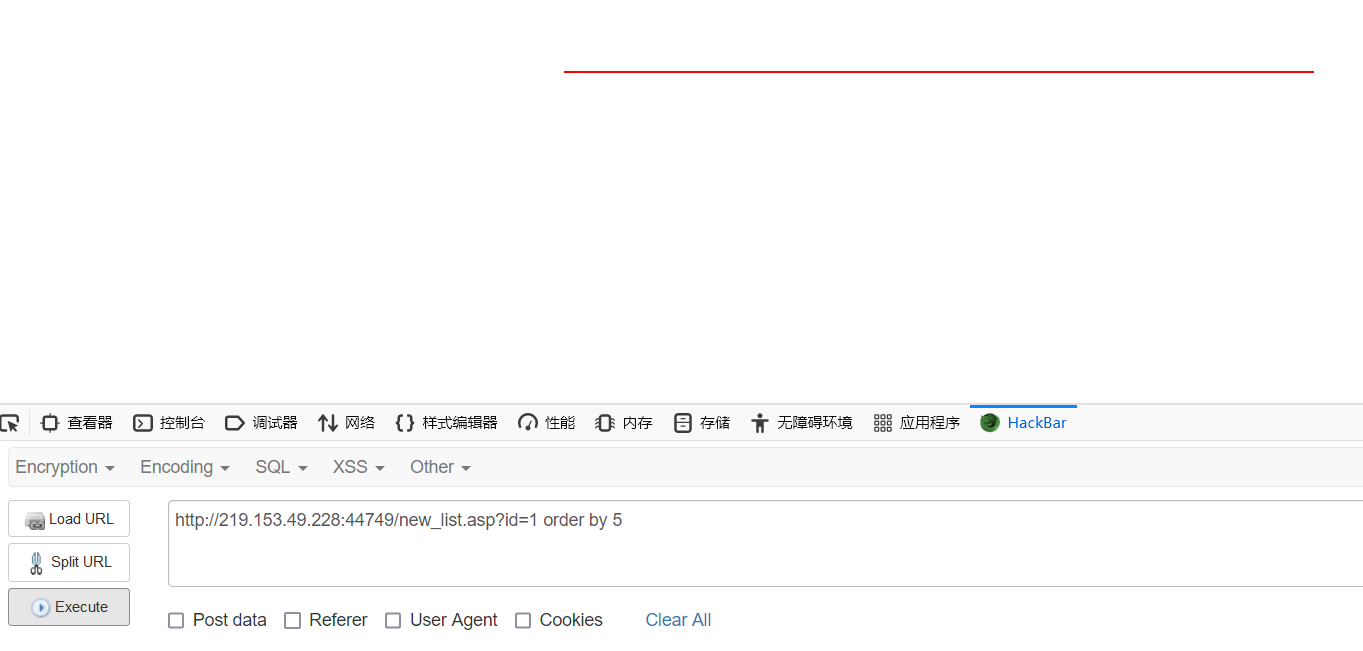 查看器 控制台 调试器 网络 样式编辑器 性能 内存 存储 无障碍环境 应用程序 HackBar
Encryption Encoding SQL XSS Other
Load URL
http://219.153.49.228:44749/new_list.asp?id=1 order by 5
Split URL
Execute
Post data Referer User Agent Cookies Clear All